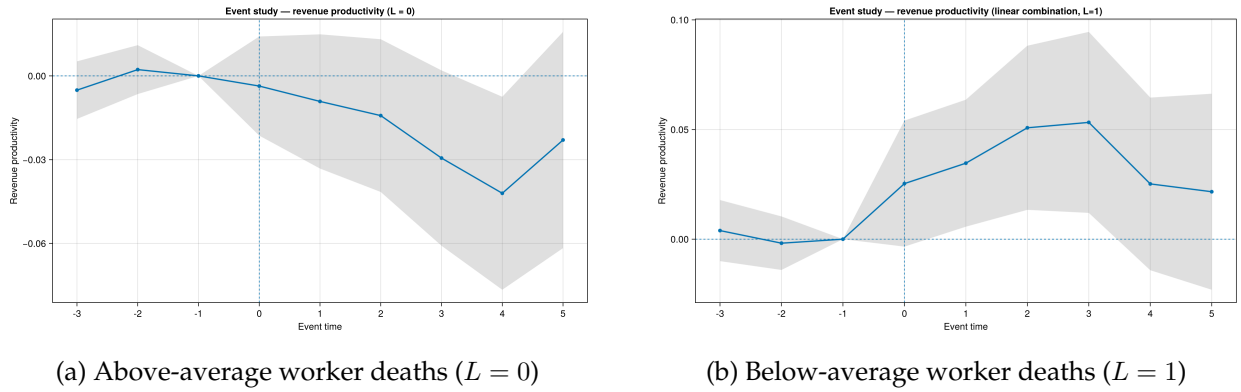 Event study — revenue productivity (L = 0)
0.00
−0.03
−0.06
Revenue productivity
-3 -2 -1 0 1 2 3 4 5
Event time
(a) Above-average worker deaths (L = 0)
Event study — revenue productivity (linear combination, L=1)
0.10
0.05
0.00
Revenue productivity
-3 -2 -1 0 1 2 3 4 5
Event time
(b) Below-average worker deaths (L = 1)